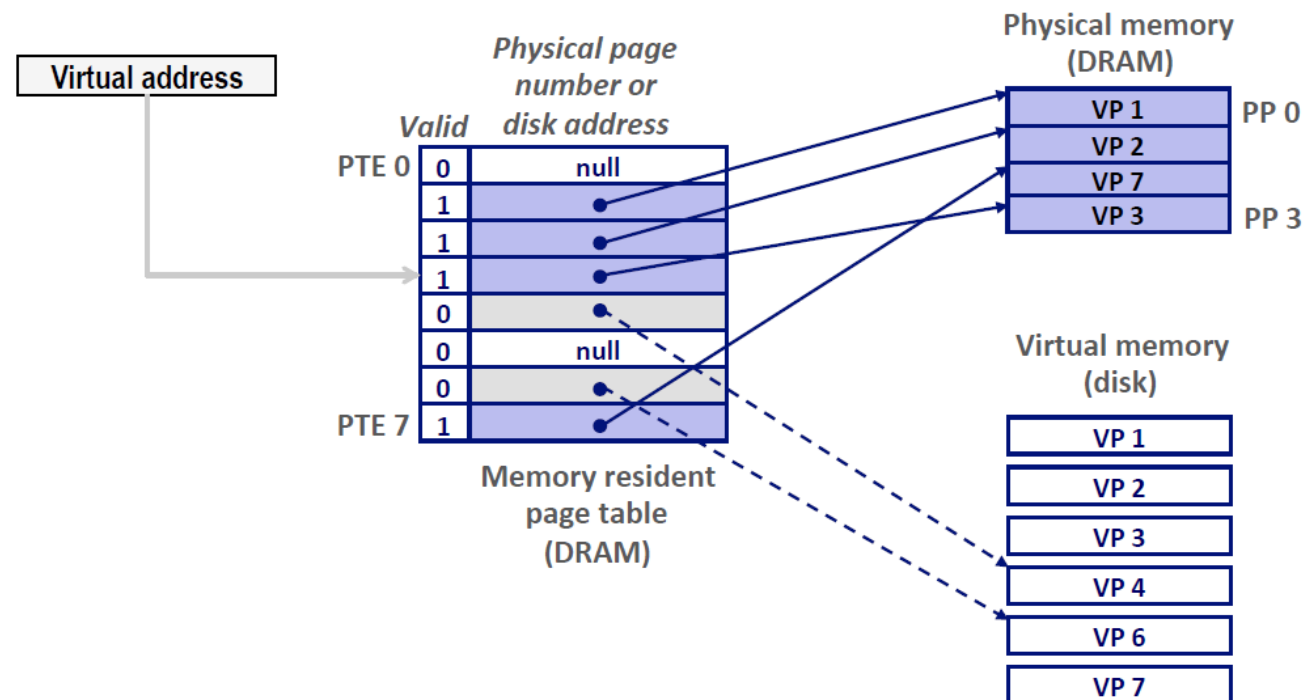 Virtual address
Physical page
number or
disk address
Valid
PTE 0
0
null
1
1
1
0
0
null
0
PTE 7
1
Memory resident
page table
(DRAM)
Physical memory
(DRAM)
VP 1
PP 0
VP 2
VP 7
VP 3
PP 3
Virtual memory
(disk)
VP 1
VP 2
VP 3
VP 4
VP 6
VP 7